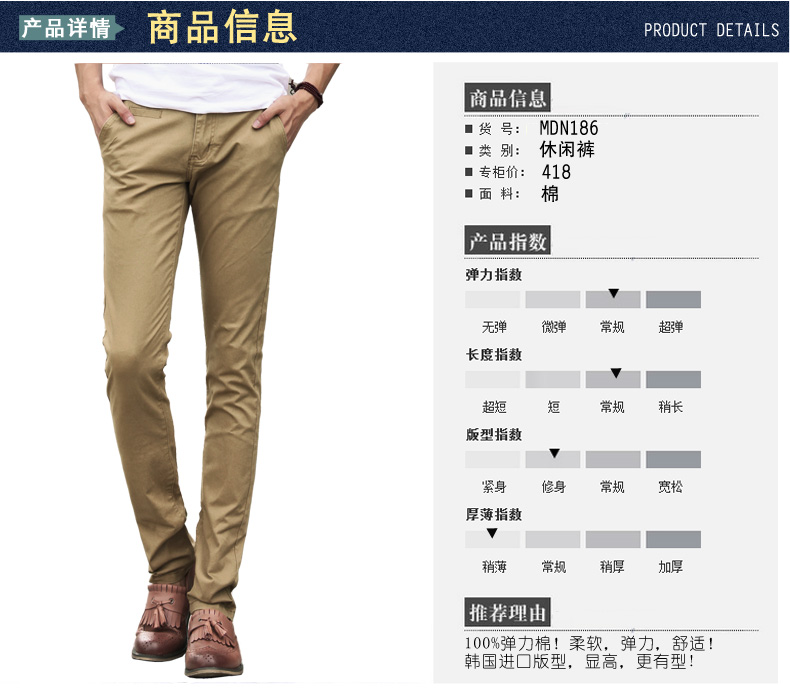 产品详情 商品信息 PRODUCT DETAILS
商品信息
货 号: MDN186
类 别: 休闲裤
专柜价: 418
面 料: 棉
产品指数
弹力指数
无弹 微弹 常规 超弹
长度指数
超短 短 常规 稍长
版型指数
紧身 修身 常规 宽松
厚薄指数
稍薄 常规 稍厚 加厚
推荐理由
100%弹力棉！柔软，弹力，舒适！
韩国进口版型，显高，更有型！